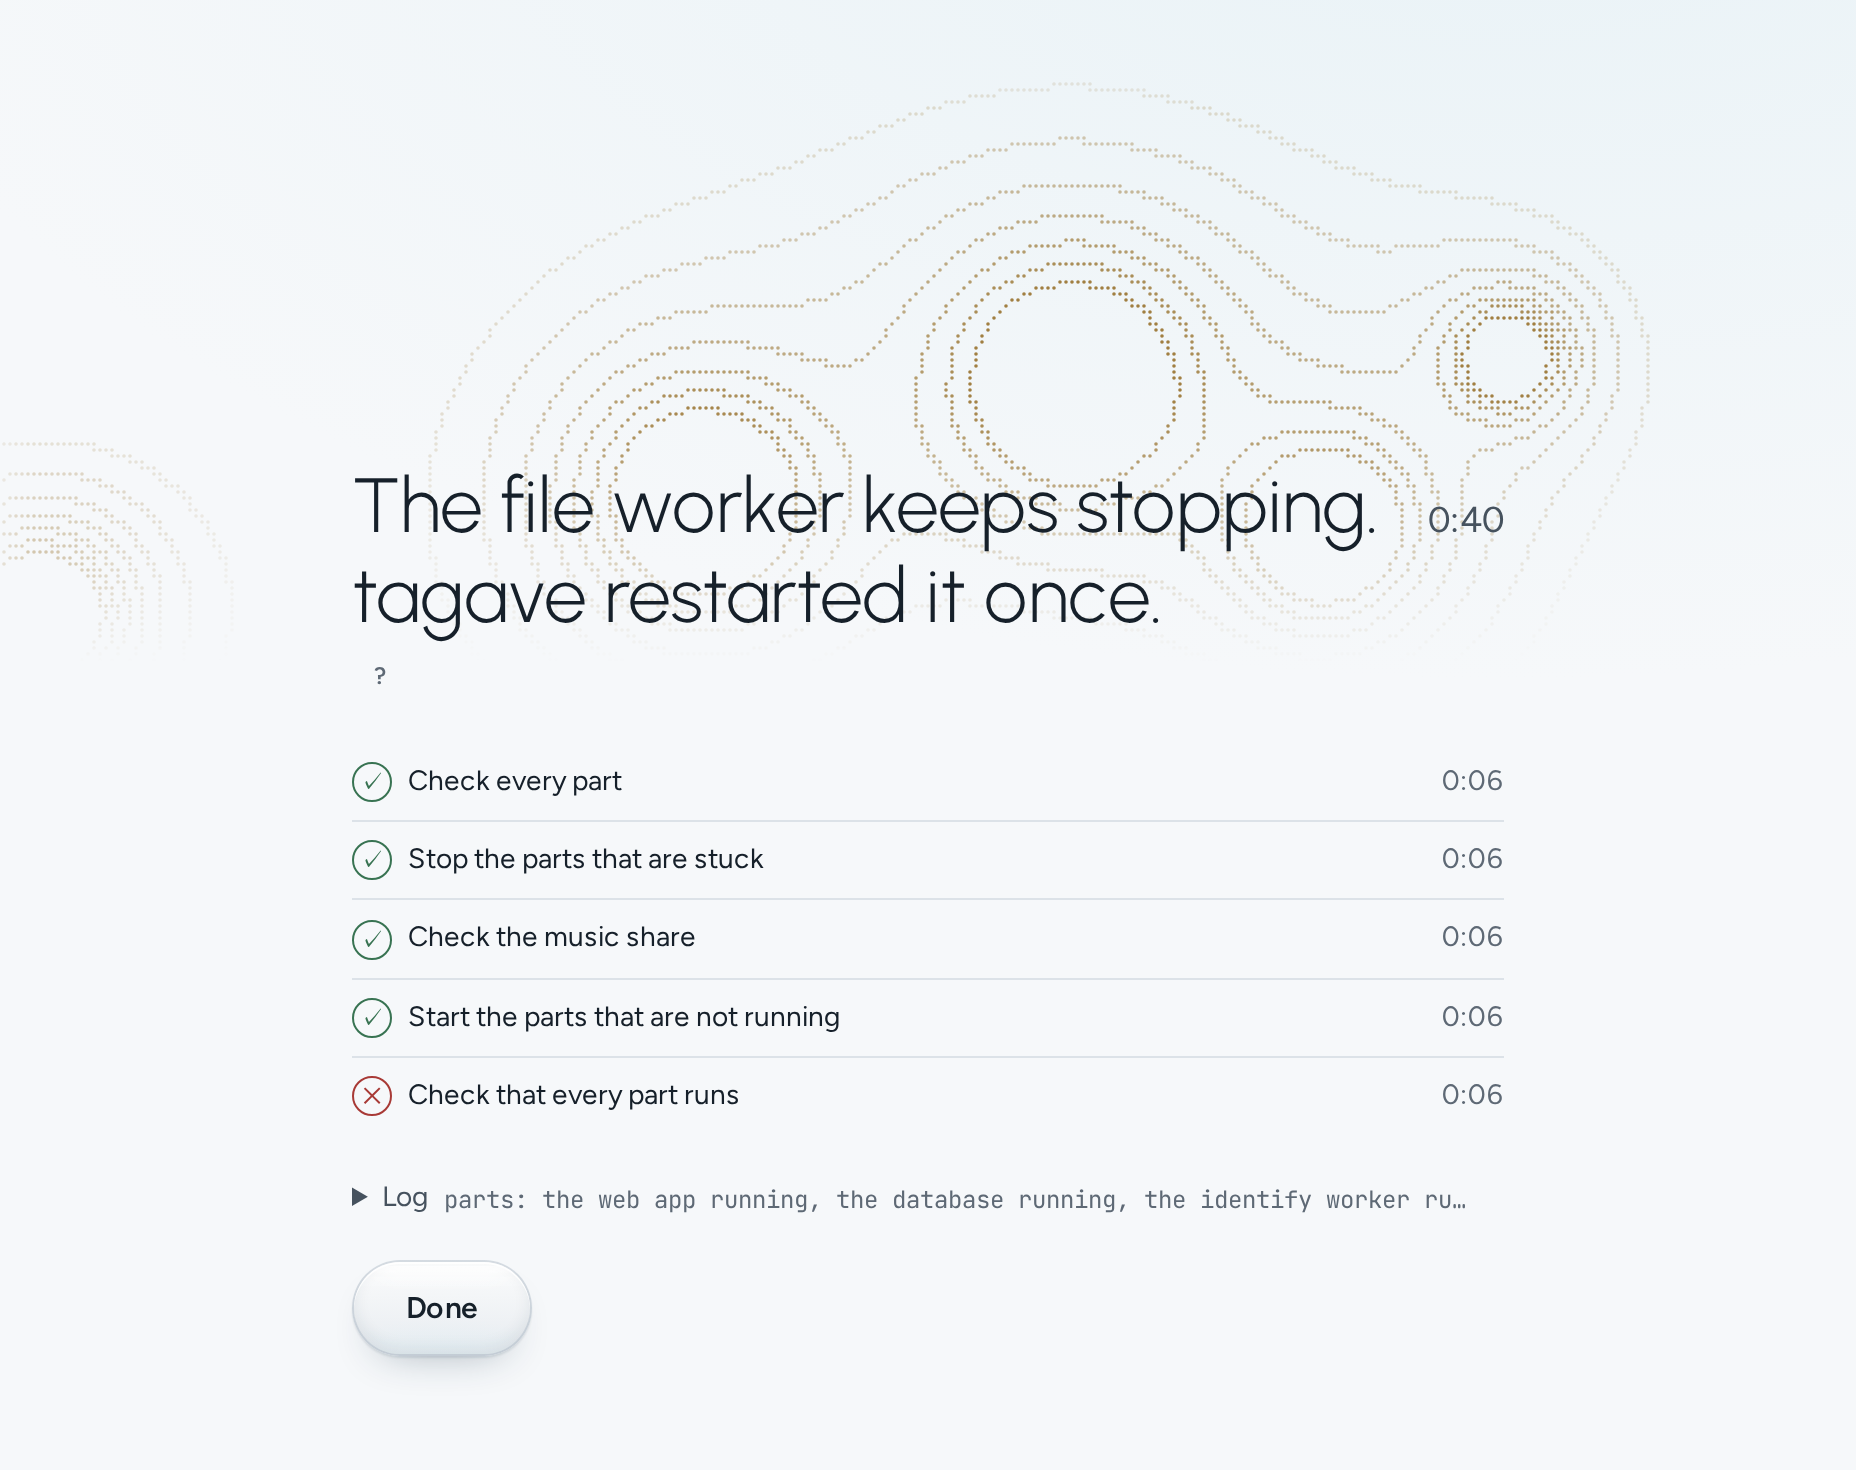 The file worker keeps stopping. 0:40
tagave restarted it once.
?
✓ Check every part 0:06
✓ Stop the parts that are stuck 0:06
✓ Check the music share 0:06
✓ Start the parts that are not running 0:06
✕ Check that every part runs 0:06
▶ Log parts: the web app running, the database running, the identify worker ru…
Done